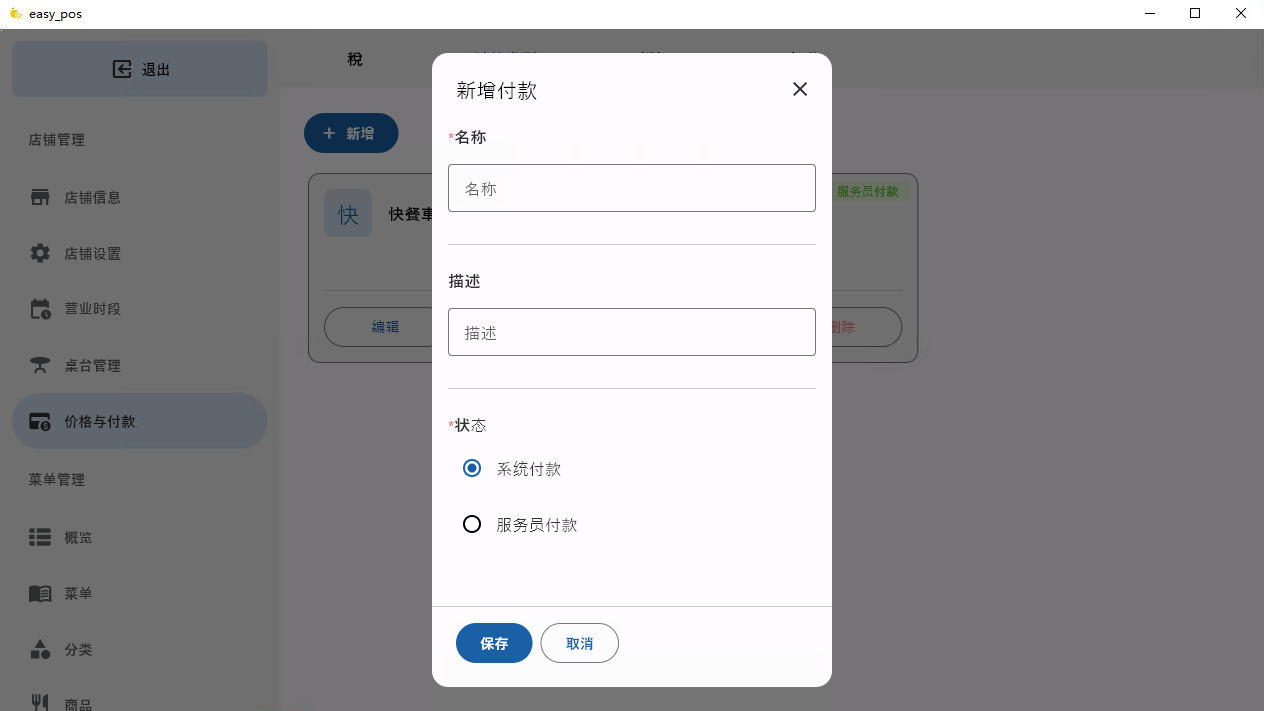 easy_pos
退出
税
店铺管理
店铺信息
店铺设置
营业时段
桌台管理
价格与付款
菜单管理
概览
菜单
分类
商品
新增
快
快餐車
服务员付款
编辑
删除
新增付款
*名称
名称
描述
描述
*状态
系统付款
服务员付款
保存
取消